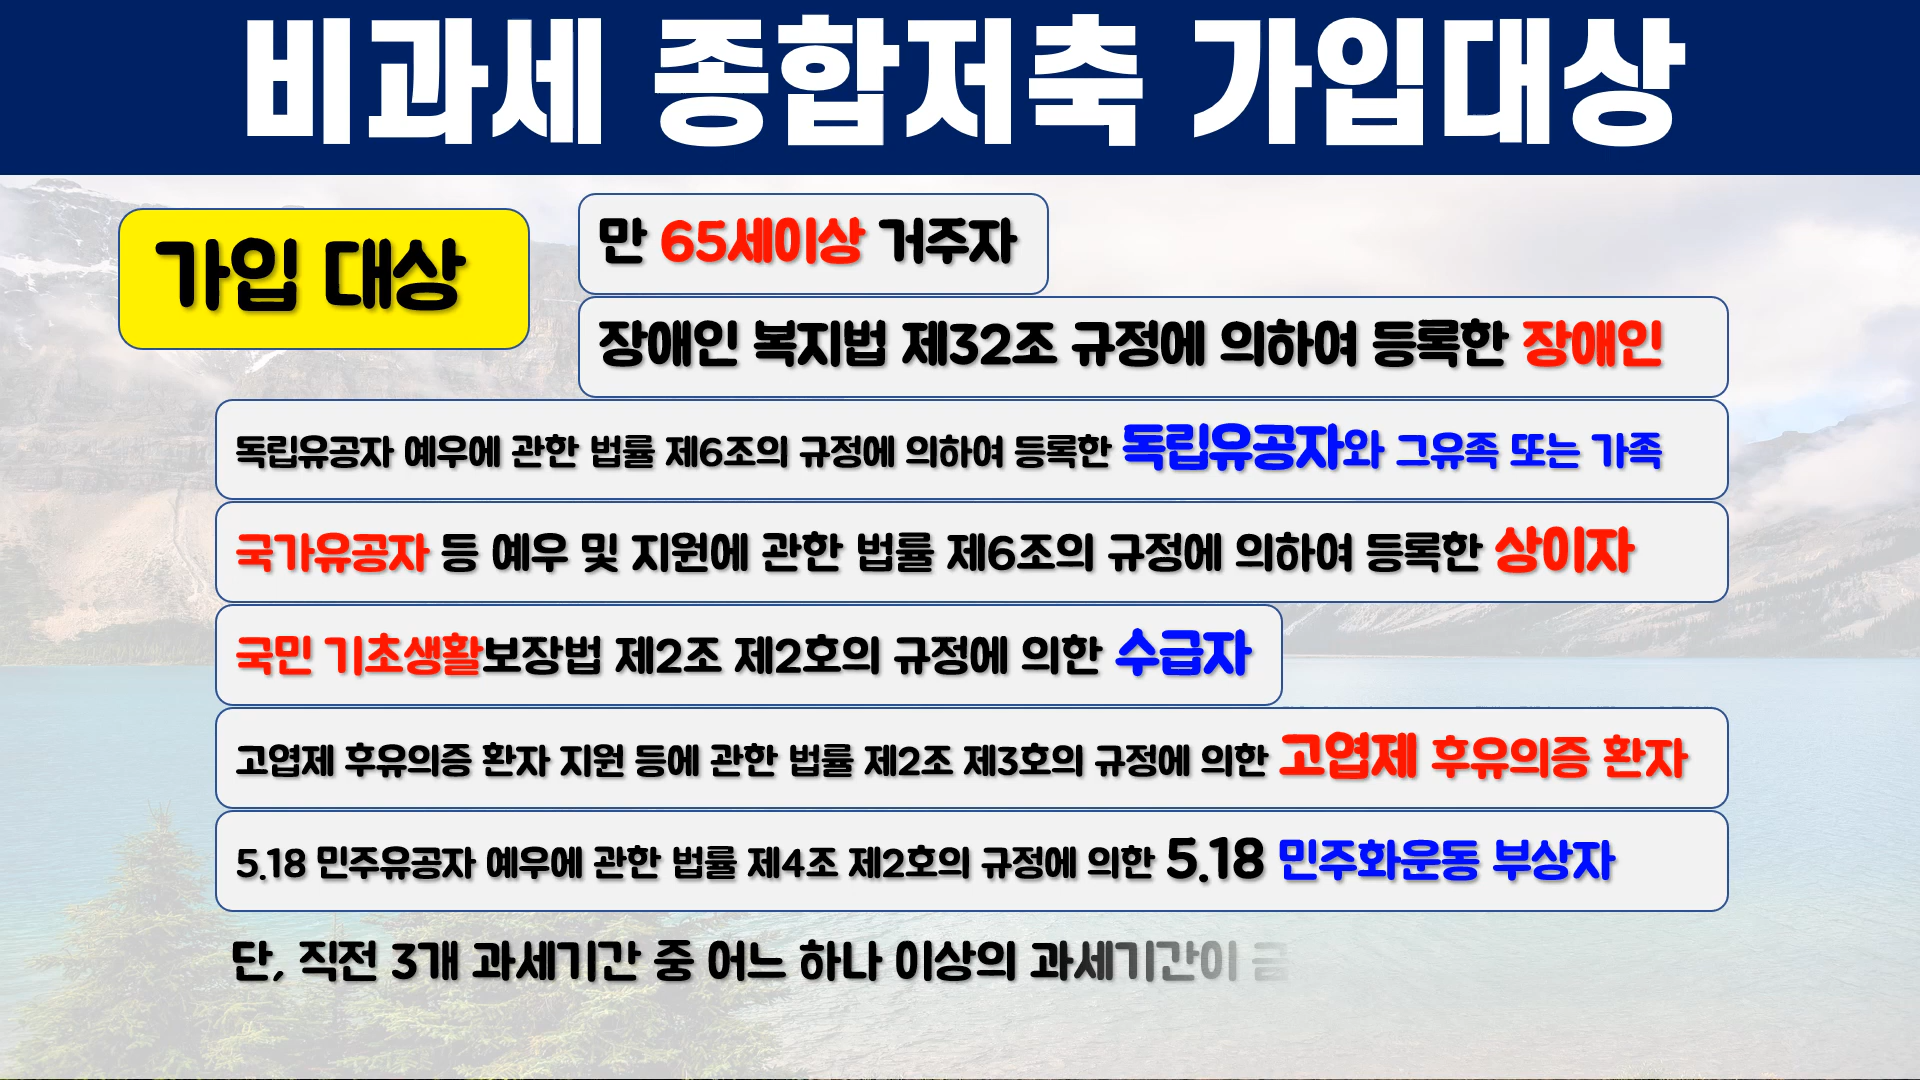 비과세 종합저축 가입대상
가입 대상
만 65세이상 거주자
장애인 복지법 제32조 규정에 의하여 등록한 장애인
독립유공자 예우에 관한 법률 제6조의 규정에 의하여 등록한 독립유공자와 그유족 또는 가족
국가유공자 등 예우 및 지원에 관한 법률 제6조의 규정에 의하여 등록한 상이자
국민 기초생활보장법 제2조 제2호의 규정에 의한 수급자
고엽제 후유의증 환자 지원 등에 관한 법률 제2조 제3호의 규정에 의한 고엽제 후유의증 환자
5.18 민주유공자 예우에 관한 법률 제4조 제2호의 규정에 의한 5.18 민주화운동 부상자
단, 직전 3개 과세기간 중 어느 하나 이상의 과세기간이